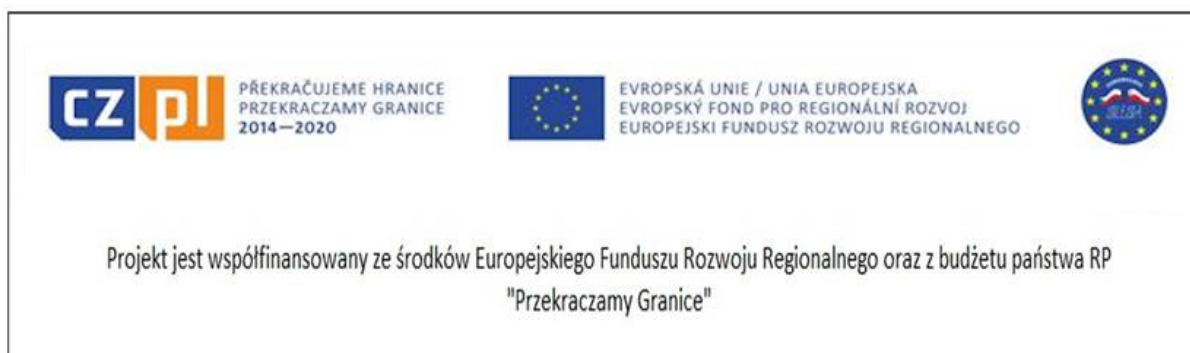 CZ pl
PŘEKRAČUJEME HRANICE
PRZEKRACZAMY GRANICE
2014—2020
EVROPSKÁ UNIE / UNIA EUROPEJSKA
EVROPSKÝ FOND PRO REGIONÁLNÍ ROZVOJ
EUROPEJSKI FUNDUSZ ROZWOJU REGIONALNEGO
SILESIA
Projekt jest współfinansowany ze środków Europejskiego Funduszu Rozwoju Regionalnego oraz z budżetu państwa RP
"Przekraczamy Granice"